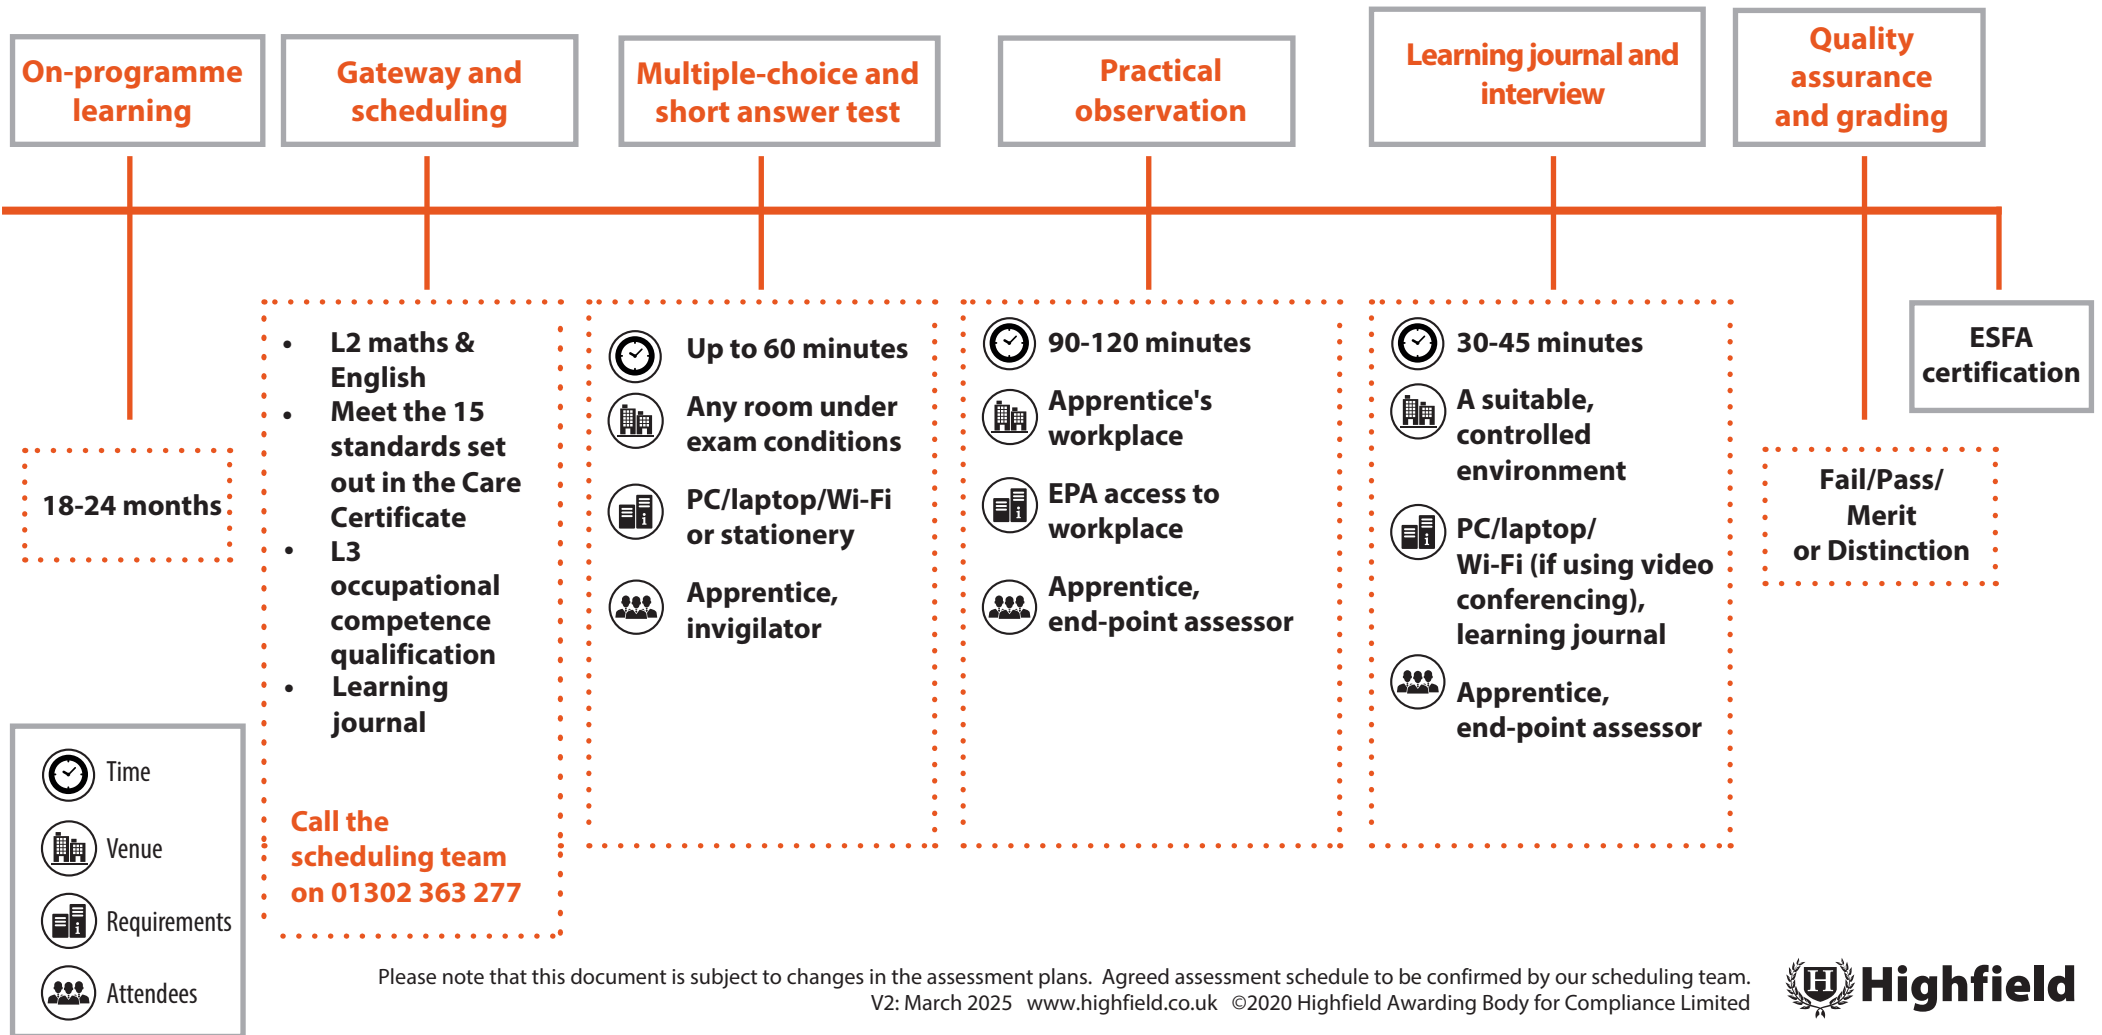 On-programme
learning
Gateway and
scheduling
Multiple-choice and
short answer test
Practical
observation
Learning journal and
interview
Quality
assurance
and grading
18-24 months
• L2 maths &
English
• Meet the 15
standards set
out in the Care
Certificate
• L3
occupational
competence
qualification
• Learning
journal
Call the
scheduling team
on 01302 363 277
Up to 60 minutes
Any room under
exam conditions
PC/laptop/Wi-Fi
or stationery
Apprentice,
invigilator
90-120 minutes
Apprentice's
workplace
EPA access to
workplace
Apprentice,
end-point assessor
30-45 minutes
A suitable,
controlled
environment
PC/laptop/
Wi-Fi (if using video
conferencing),
learning journal
Apprentice,
end-point assessor
Fail/Pass/
Merit
or Distinction
ESFA
certification
Time
Venue
Requirements
Attendees
Please note that this document is subject to changes in the assessment plans. Agreed assessment schedule to be confirmed by our scheduling team.
V2: March 2025 www.highfield.co.uk ©2020 Highfield Awarding Body for Compliance Limited
H Highfield